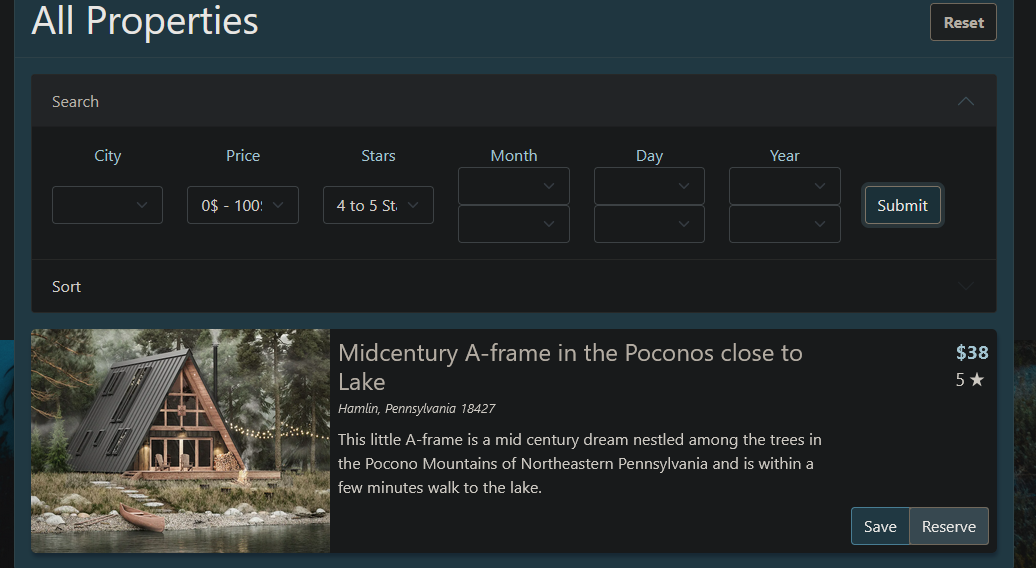 All Properties
Reset
Search
City
Price
Stars
Month
Day
Year
0$ - 100$
4 to 5 Sta
Submit
Sort
Midcentury A-frame in the Poconos close to
Lake
$38
5 ★
Hamlin, Pennsylvania 18427
This little A-frame is a mid century dream nestled among the trees in
the Pocono Mountains of Northeastern Pennsylvania and is within a
few minutes walk to the lake.
Save
Reserve